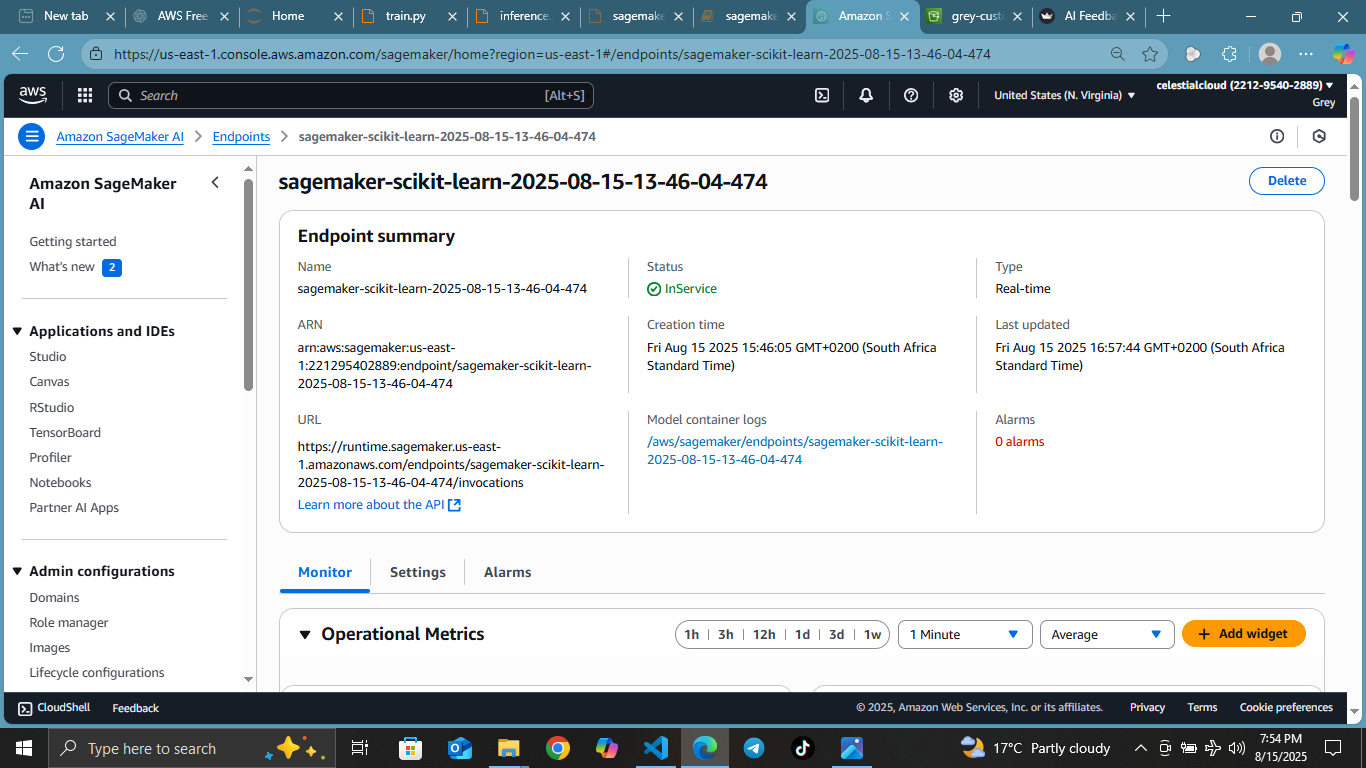 New tab
AWS Free
Home
train.py
inference.
sagemake
sagemake
Amazon S
grey-cust
AI Feedba
https://us-east-1.console.aws.amazon.com/sagemaker/home?region=us-east-1#/endpoints/sagemaker-scikit-learn-2025-08-15-13-46-04-474
aws
Search
[Alt+S]
United States (N. Virginia)
celestialcloud (2212-9540-2889)
Grey
Amazon SageMaker AI
Endpoints
sagemaker-scikit-learn-2025-08-15-13-46-04-474
Amazon SageMaker
AI
Getting started
What's new 2
Applications and IDEs
Studio
Canvas
RStudio
TensorBoard
Profiler
Notebooks
Partner AI Apps
Admin configurations
Domains
Role manager
Images
Lifecycle configurations
sagemaker-scikit-learn-2025-08-15-13-46-04-474
Delete
Endpoint summary
Name
sagemaker-scikit-learn-2025-08-15-13-46-04-474
Status
InService
Type
Real-time
ARN
arn:aws:sagemaker:us-east-
1:221295402889:endpoint/sagemaker-scikit-learn-
2025-08-15-13-46-04-474
Creation time
Fri Aug 15 2025 15:46:05 GMT+0200 (South Africa
Standard Time)
Last updated
Fri Aug 15 2025 16:57:44 GMT+0200 (South Africa
Standard Time)
URL
https://runtime.sagemaker.us-east-
1.amazonaws.com/endpoints/sagemaker-scikit-learn-
2025-08-15-13-46-04-474/invocations
Learn more about the API
Model container logs
/aws/sagemaker/endpoints/sagemaker-scikit-learn-
2025-08-15-13-46-04-474
Alarms
0 alarms
Monitor
Settings
Alarms
Operational Metrics
1h
3h
12h
1d
3d
1w
1 Minute
Average
Add widget
CloudShell
Feedback
© 2025, Amazon Web Services, Inc. or its affiliates.
Privacy
Terms
Cookie preferences
Type here to search
17°C Partly cloudy
7:54 PM
8/15/2025